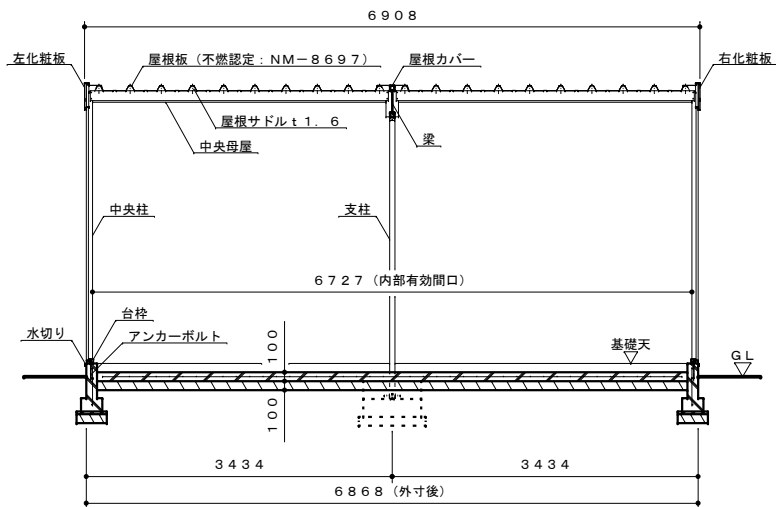 ６９０８
左化粧板
屋根板（不燃認定：ＮＭ－８６９７）
屋根カバー
右化粧板
屋根サドルｔ１．６
中央母屋
梁
中央柱
支柱
６７２７（内部有効間口）
台枠
水切り
アンカーボルト
１００
基礎天
ＧＬ
１００
３４３４
３４３４
６８６８（外寸後）